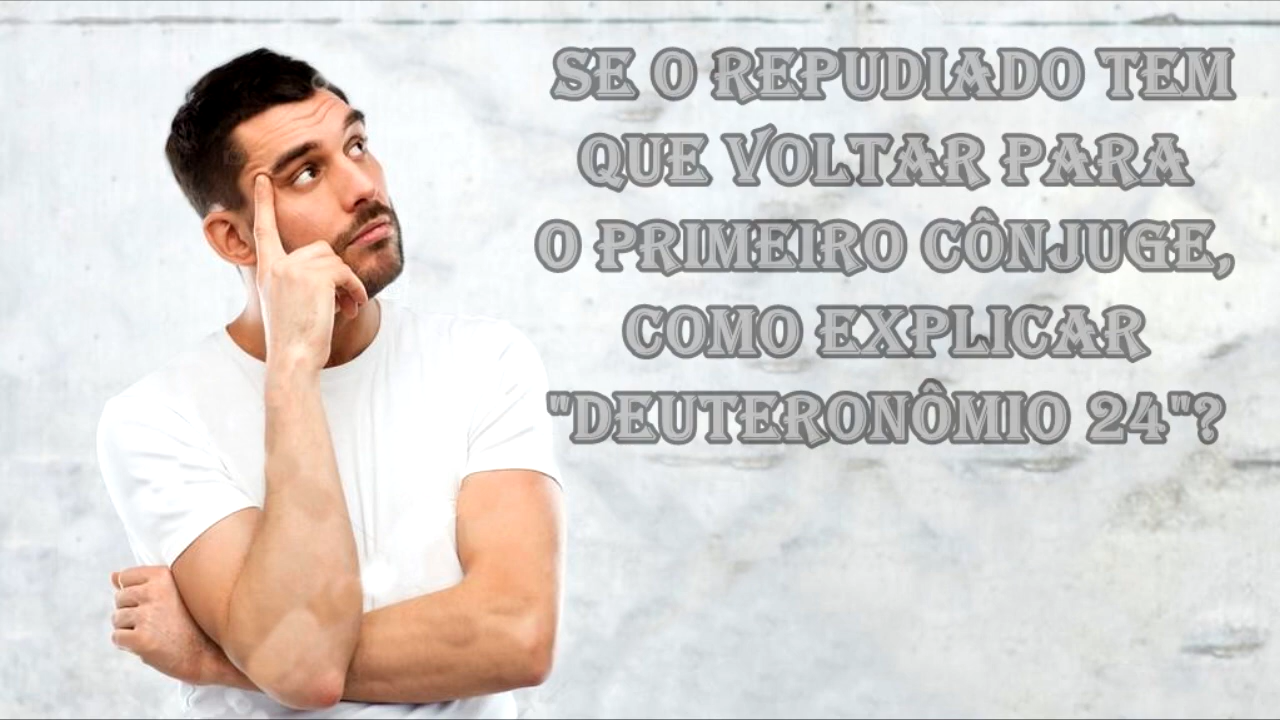 SE O REPUDIADO TEM
QUE VOLTAR PARA
O PRIMEIRO CÔNJUGE,
COMO EXPLICAR
"DEUTERONÔMIO 24"?